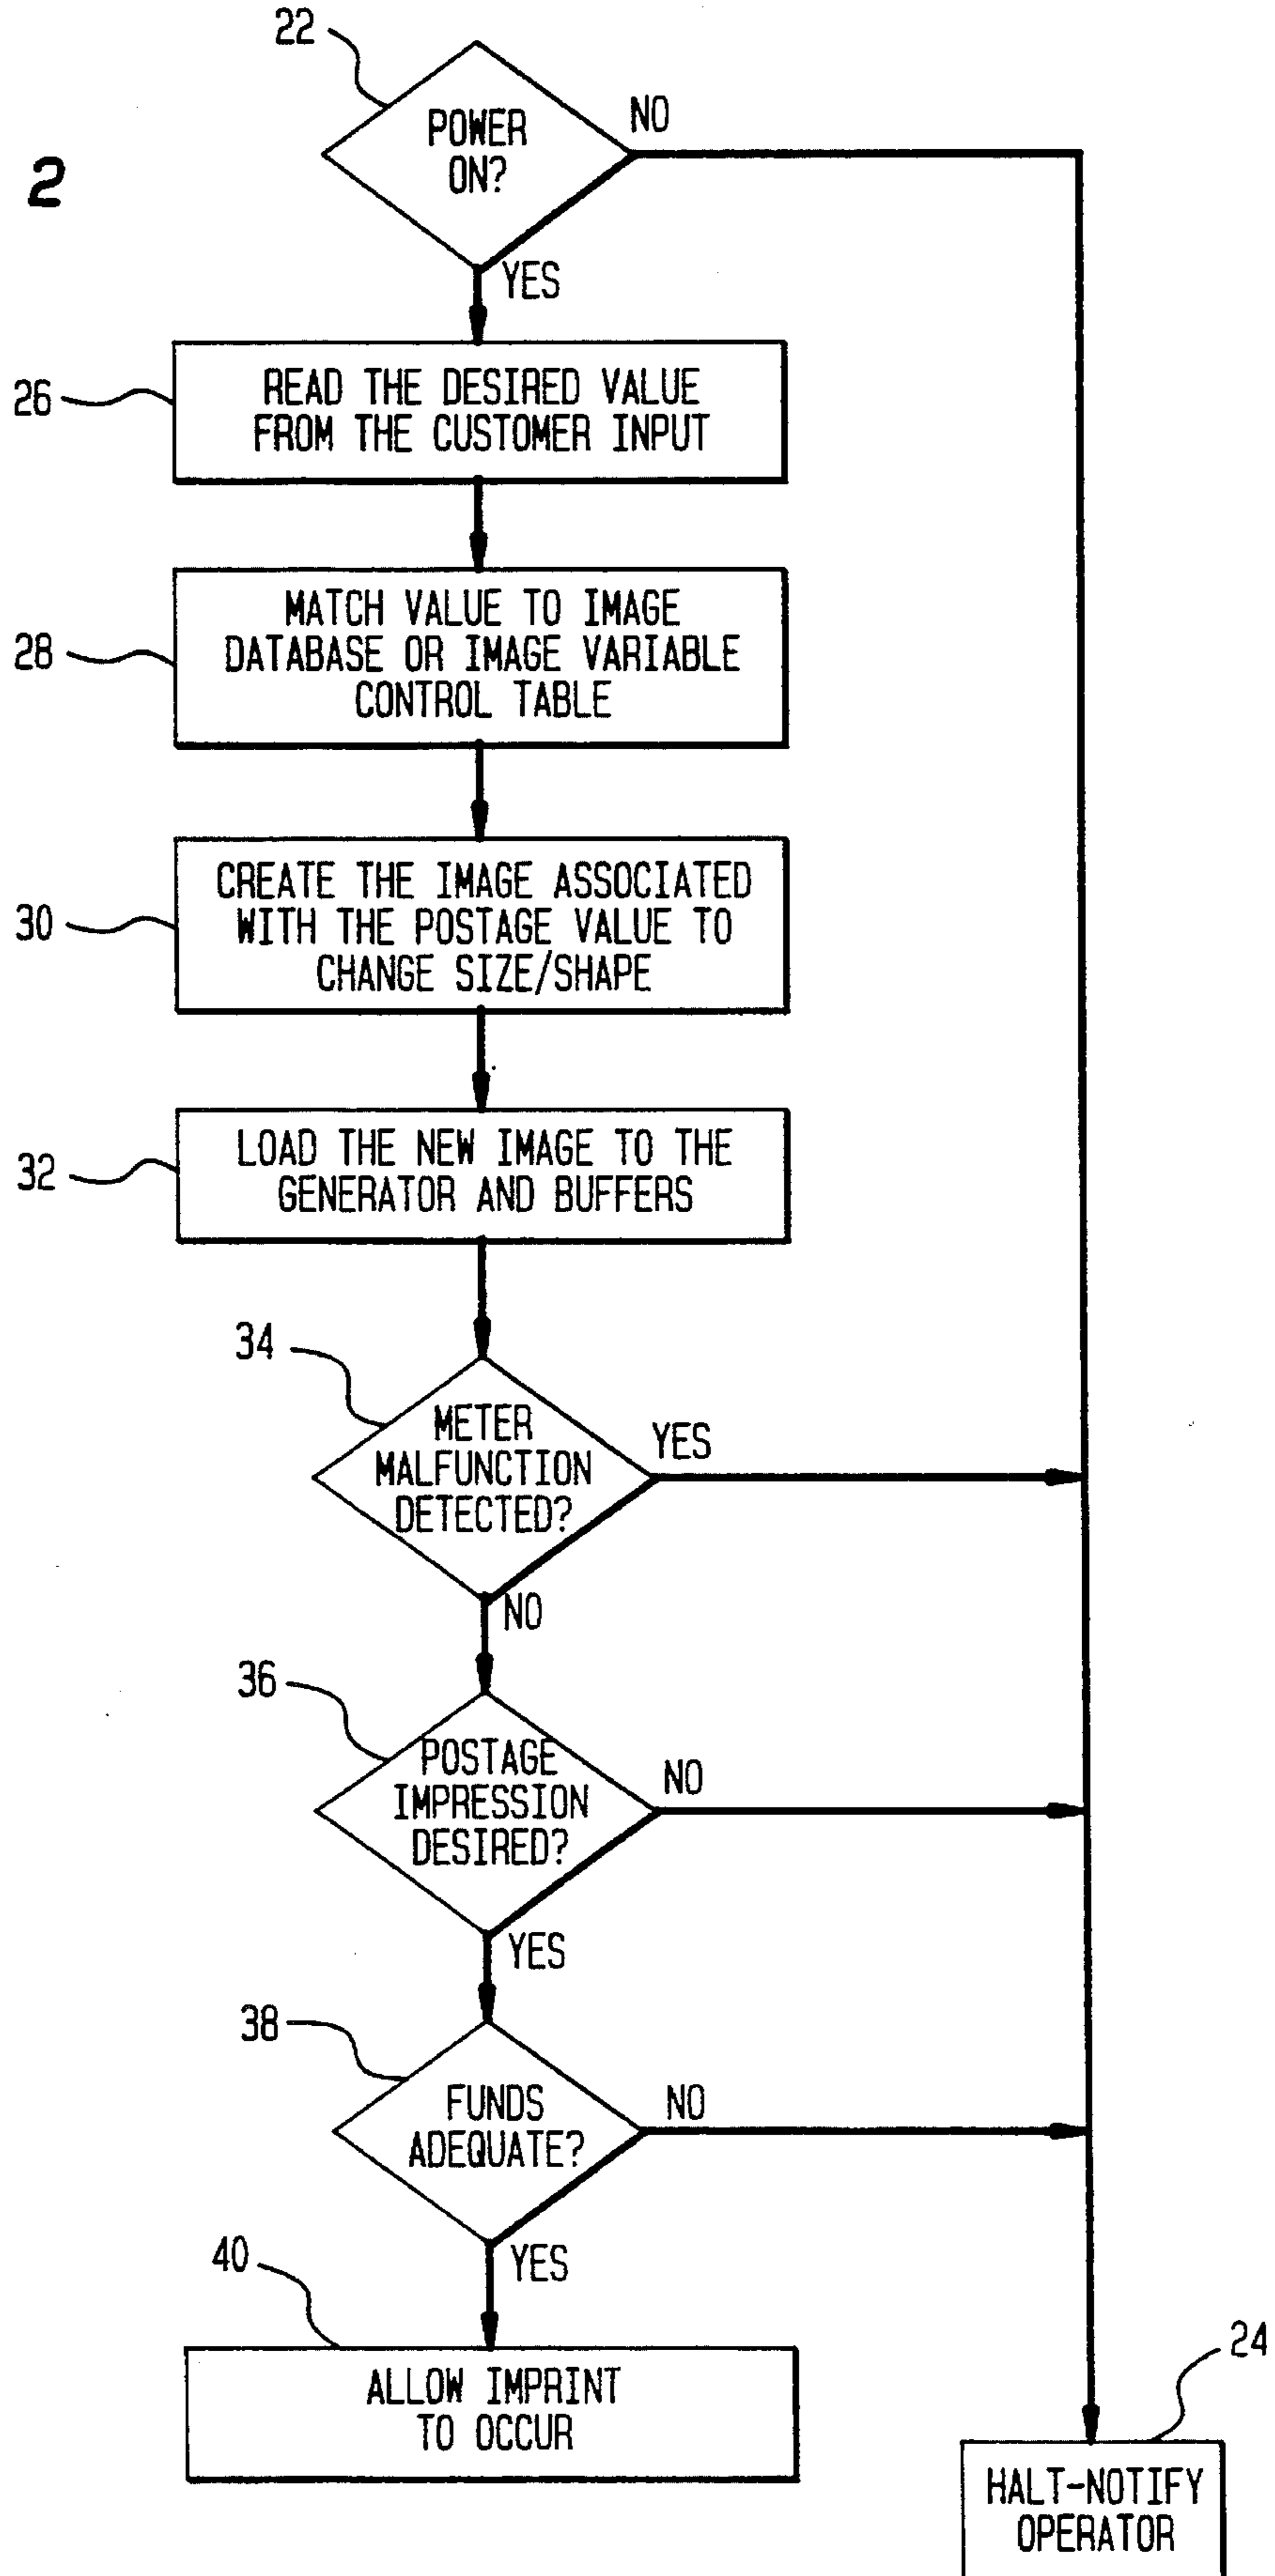 22
POWER
ON?
NO
2
YES
26
READ THE DESIRED VALUE
FROM THE CUSTOMER INPUT
28
MATCH VALUE TO IMAGE
DATABASE OR IMAGE VARIABLE
CONTROL TABLE
30
CREATE THE IMAGE ASSOCIATED
WITH THE POSTAGE VALUE TO
CHANGE SIZE/SHAPE
32
LOAD THE NEW IMAGE TO THE
GENERATOR AND BUFFERS
34
METER
MALFUNCTION
DETECTED?
YES
NO
36
POSTAGE
IMPRESSION
DESIRED?
NO
YES
38
FUNDS
ADEQUATE?
NO
YES
40
ALLOW IMPRINT
TO OCCUR
24
HALT-NOTIFY
OPERATOR